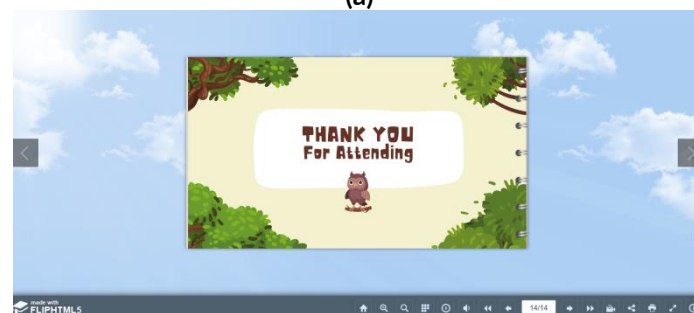 (a)
THANK YOU
For Attending
made with
FLIPHTML5
14/14